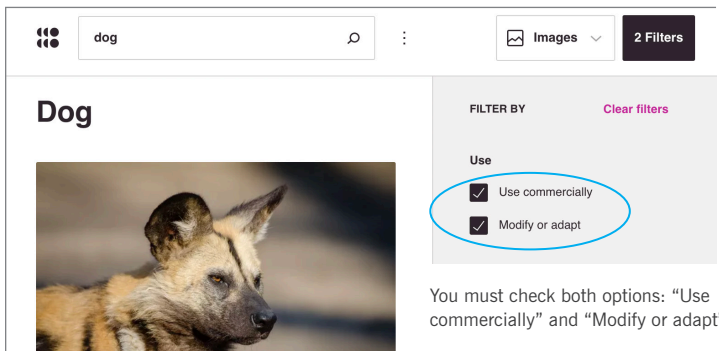 dog
Images
2 Filters
Dog
FILTER BY
Clear filters
Use
Use commercially
Modify or adapt
You must check both options: “Use
commercially” and “Modify or adapt”